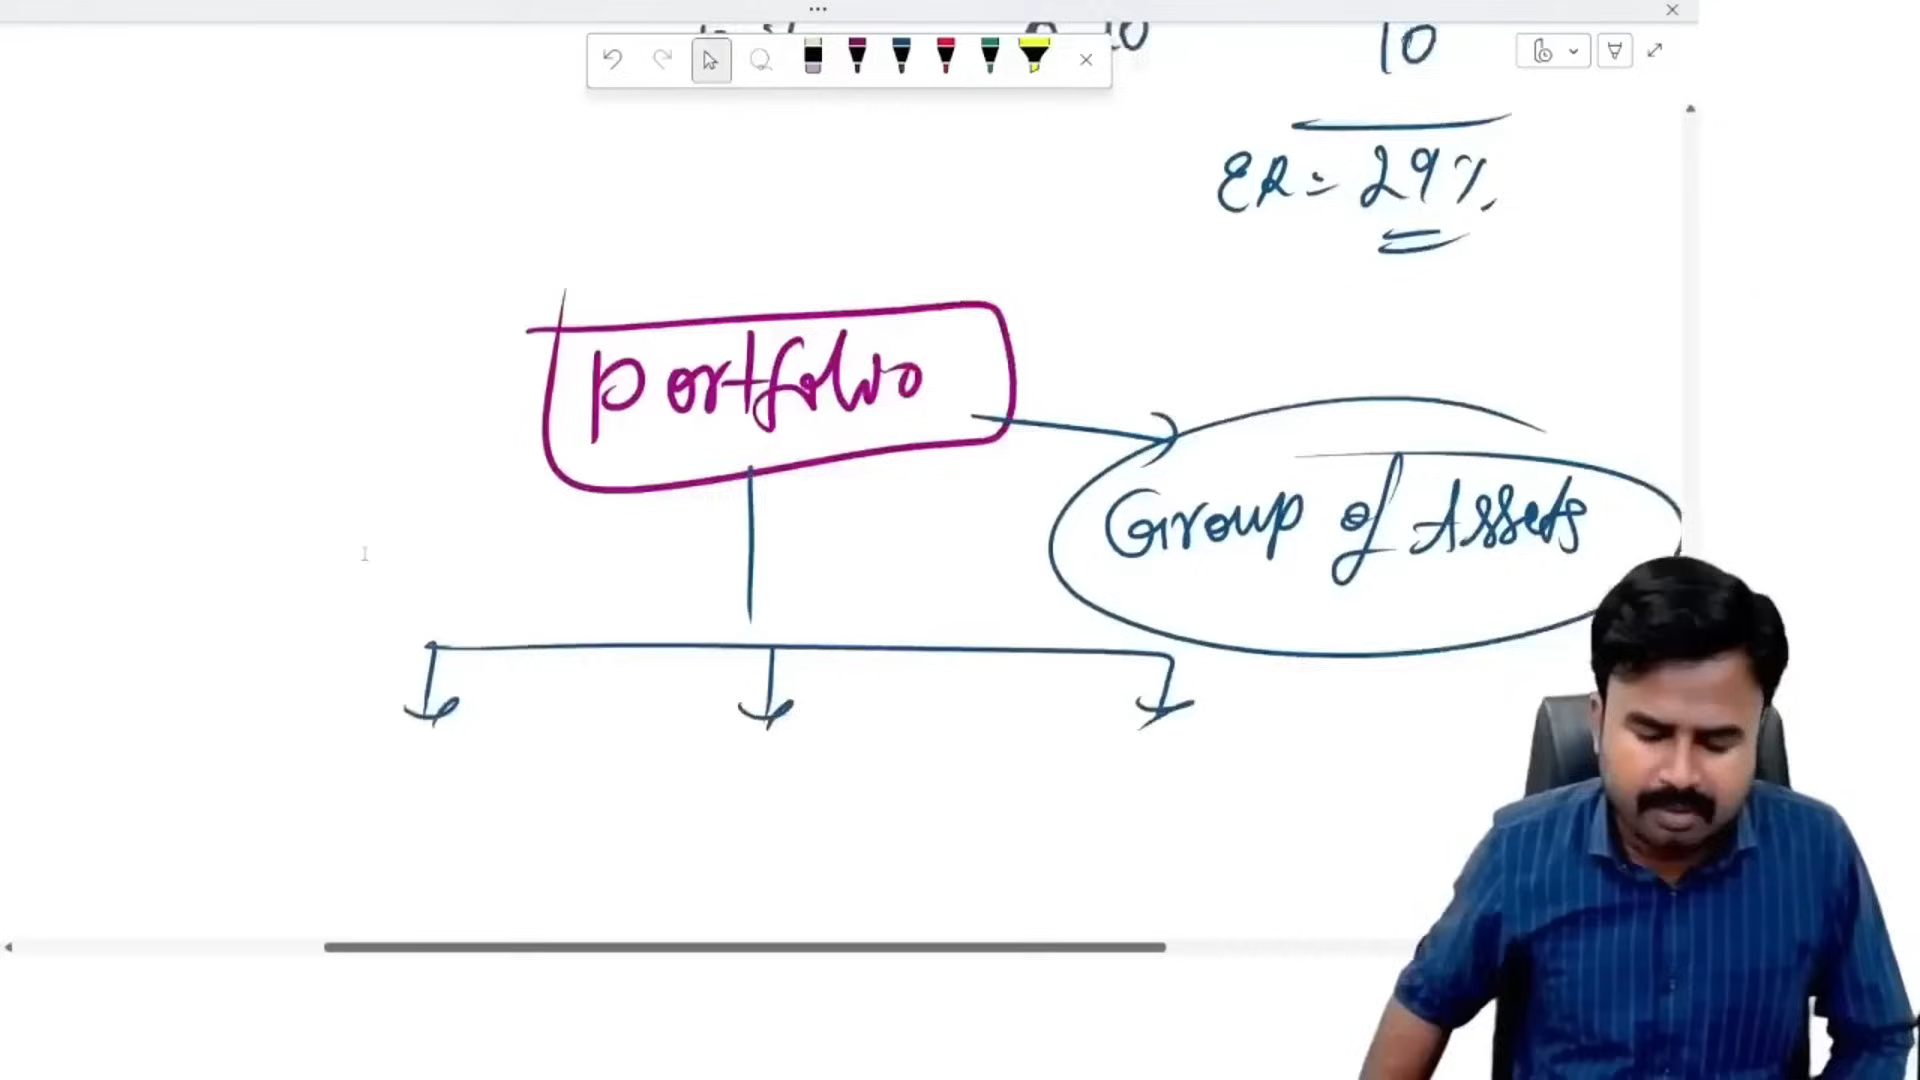 10
ER = 29%.
Portfolio
Group of Assets